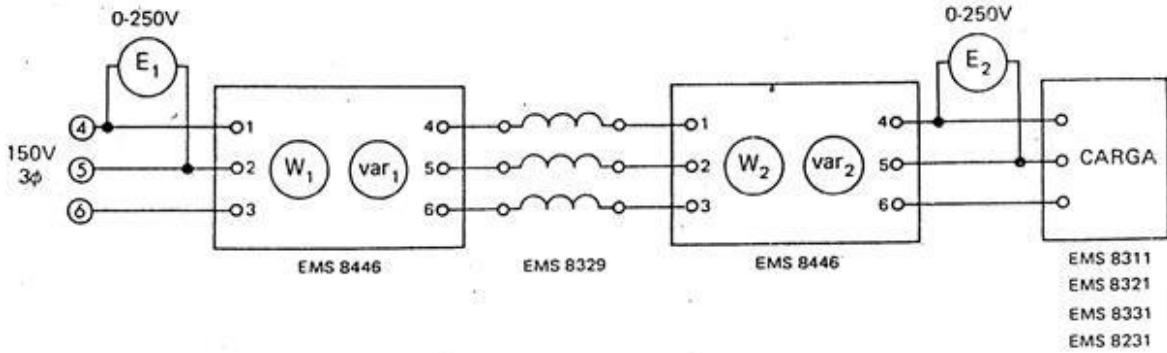 0-250V
E1
150V
3φ
4
5
6
1
2
3
W1
var1
4
5
6
EMS 8446
EMS 8329
1
2
3
W2
var2
4
5
6
EMS 8446
0-250V
E2
CARGA
EMS 8311
EMS 8321
EMS 8331
EMS 8231